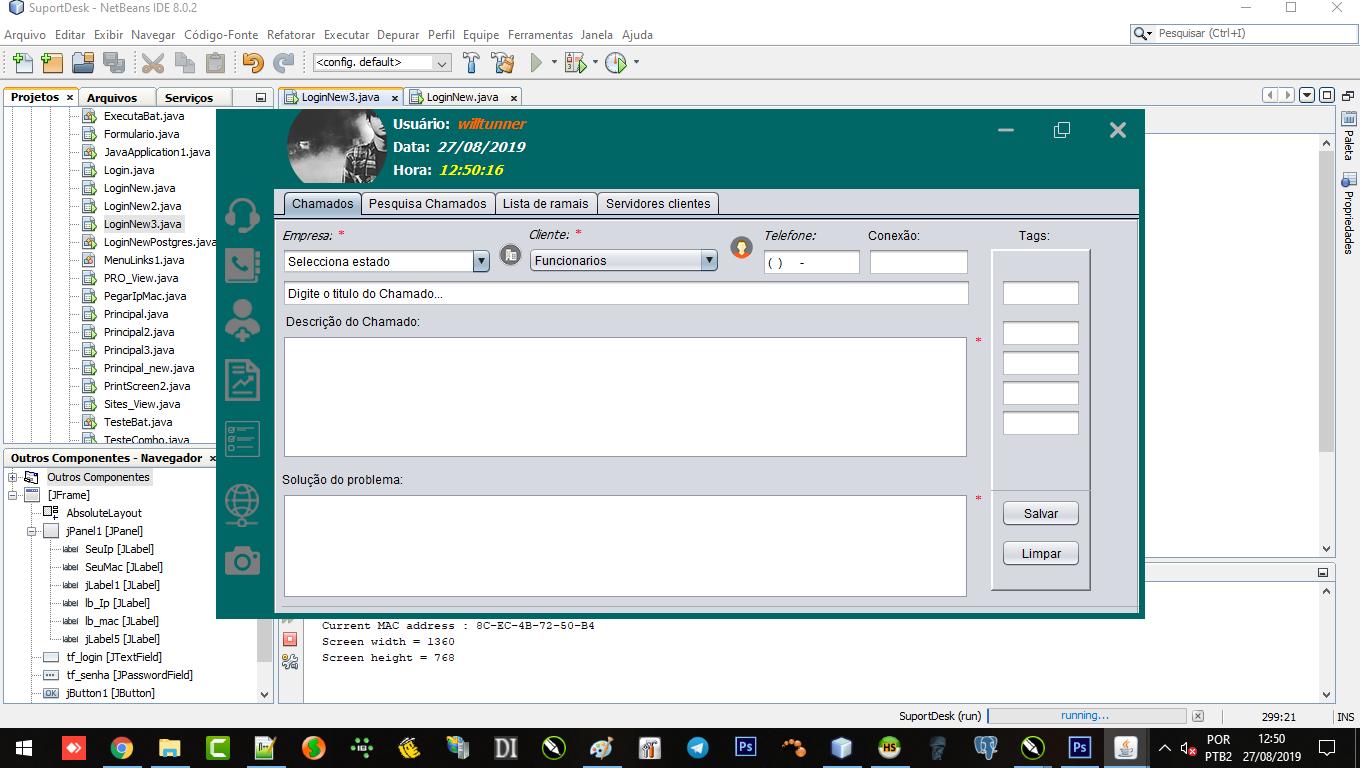 SuportDesk - NetBeans IDE 8.0.2
Arquivo Editar Exibir Navegar Código-Fonte Refatorar Executar Depurar Perfil Equipe Ferramentas Janela Ajuda
Pesquisar (Ctrl+I)
<config. default>
Projetos × Arquivos Serviços
LoginNew3.java × LoginNew.java ×
ExecutaBat.java
Formulario.java
JavaApplication1.java
Login.java
LoginNew.java
LoginNew2.java
LoginNew3.java
LoginNewPostgres.java
MenuLinks1.java
PRO_View.java
PegarIpMac.java
Principal.java
Principal2.java
Principal3.java
Principal_new.java
PrintScreen2.java
Sites_View.java
TesteBat.java
TesteCombo.java
Paleta
Propriedades
Usuário: willtunner
Data: 27/08/2019
Hora: 12:50:16
Chamados Pesquisa Chamados Lista de ramais Servidores clientes
Empresa: * Cliente: * Telefone: Conexão: Tags:
Selecciona estado Funcionarios ( ) -
Digite o titulo do Chamado...
Descrição do Chamado:
*
Solução do problema:
*
Salvar
Limpar
Outros Componentes - Navegador ×
Outros Componentes
[JFrame]
AbsoluteLayout
jPanel1 [JPanel]
label SeuIp [JLabel]
label SeuMac [JLabel]
label jLabel1 [JLabel]
label lb_Ip [JLabel]
label lb_mac [JLabel]
label jLabel5 [JLabel]
tf_login [JTextField]
tf_senha [JPasswordField]
OK jButton1 [JButton]
Current MAC address : 8C-EC-4B-72-50-B4
Screen width = 1360
Screen height = 768
SuportDesk (run) running... 299:21 INS
DI Ps HS Ps
POR
PTB2
12:50
27/08/2019